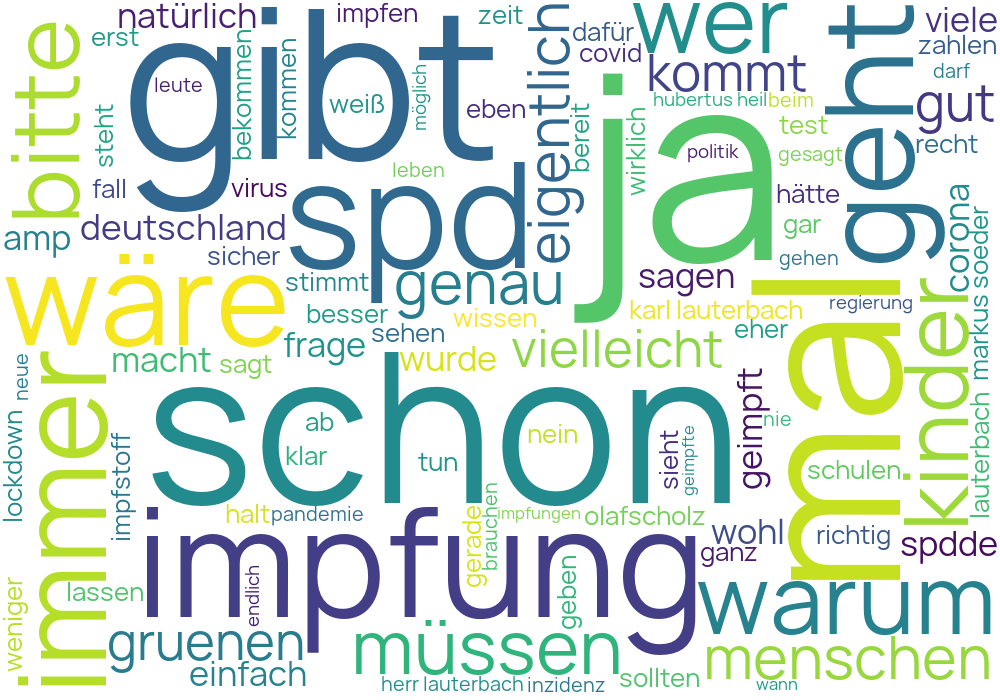 natürlich
impfen
zeit
eigentlich
dafür
wer
geht
viele
erst
gibt
covid
zahlen
bitte
leute
kommen
bekommen
weiß
möglich
eben
kommt
darf
steht
ja
hubertus heil
beim
gut
bereit
wirklich
test
recht
fall
virus
leben
spd
politik
gesagt
hätte
amp
deutschland
gar
corona
markus soeder
sicher
gehen
wäre
stimmt
genau
sagen
mal
regierung
kinder
besser
wissen
karl lauterbach
eher
frage
sehen
immer
neue
macht
sagt
wurde
vielleicht
schon
geimpft
nie
lauterbach
lockdown
impfstoff
ab
klar
nein
tun
sieht
geimpfte
schulen
impfung
halt
pandemie
gerade
brauchen
impfungen
olafscholz
wohl
richtig
ganz
spdde
weniger
lassen
endlich
geben
warum
gruenen
müssen
menschen
einfach
herr lauterbach
inzidenz
sollten
wann